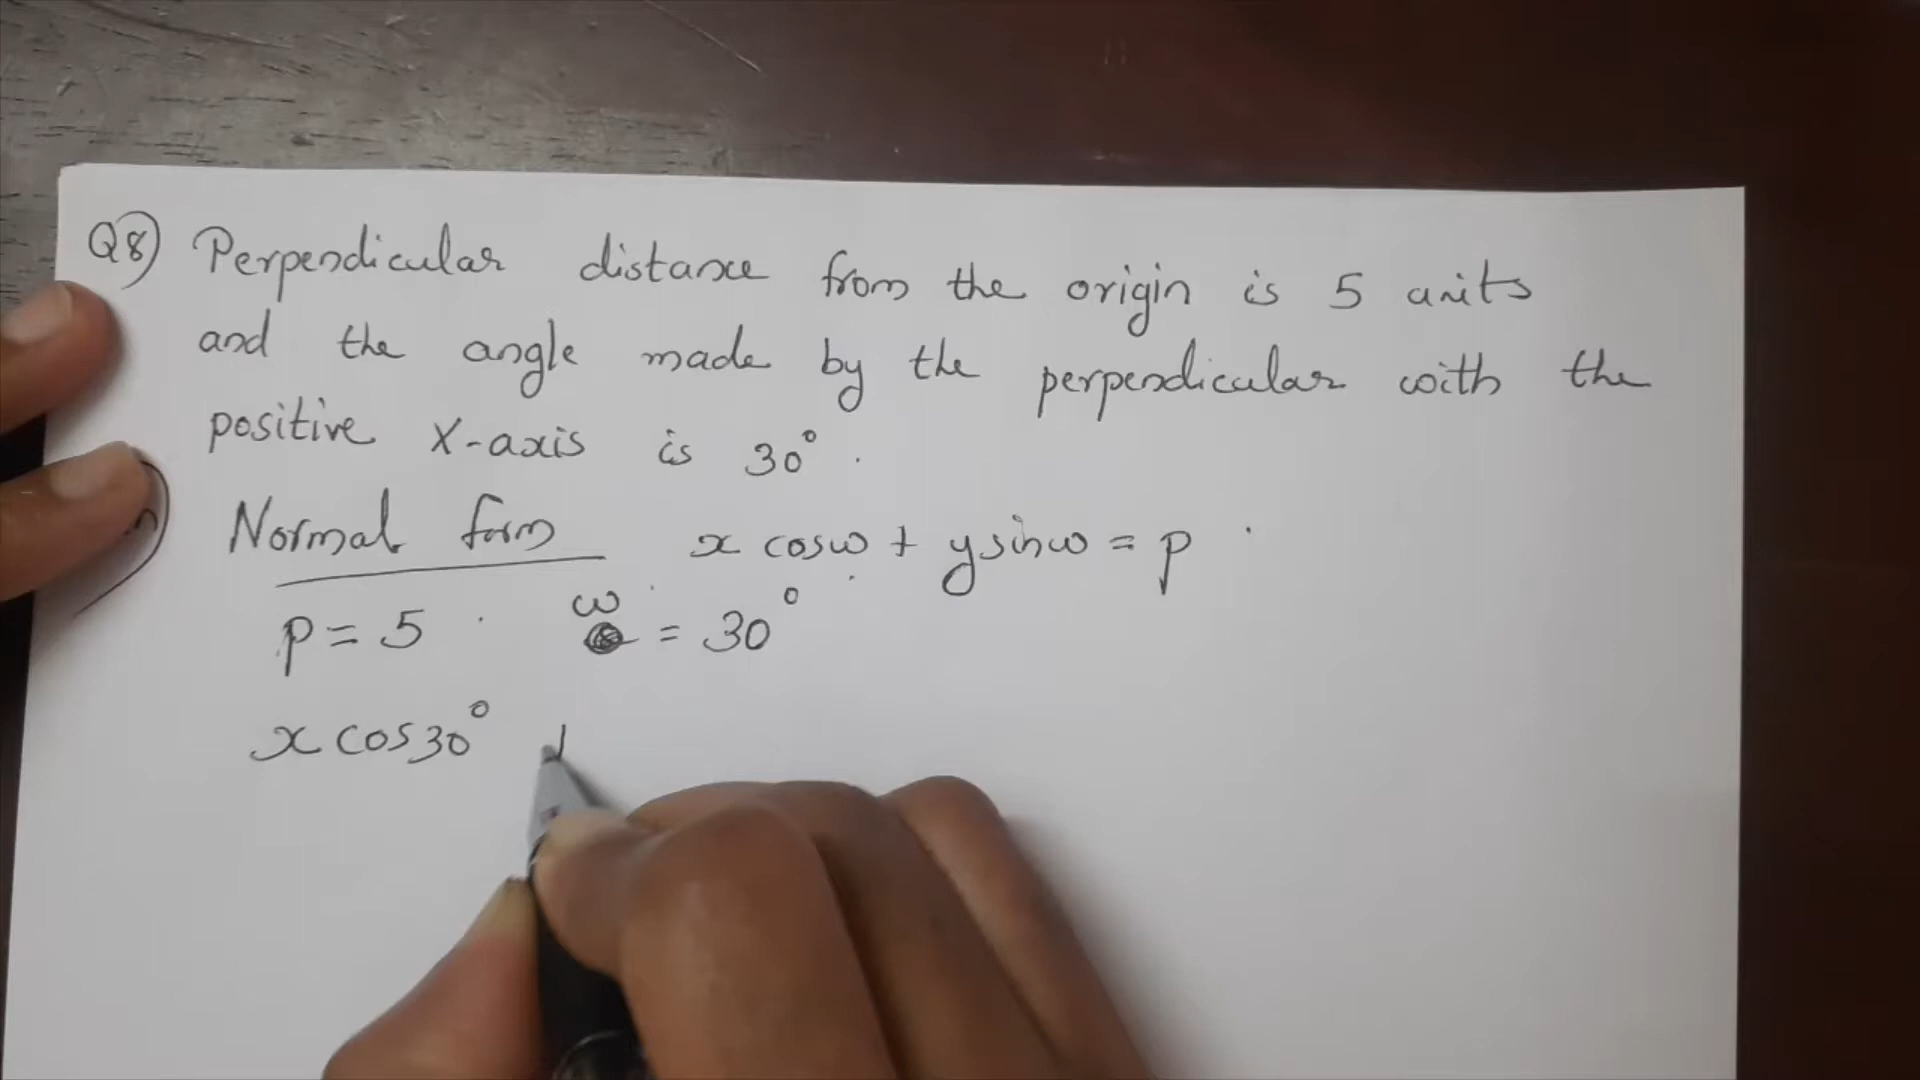 Q8) Perpendicular distance from the origin is 5 units
and the angle made by the perpendicular with the
positive X-axis is 30°.
Normal form x cosω + y sinω = p
p = 5 ω = 30°
x cos30° +